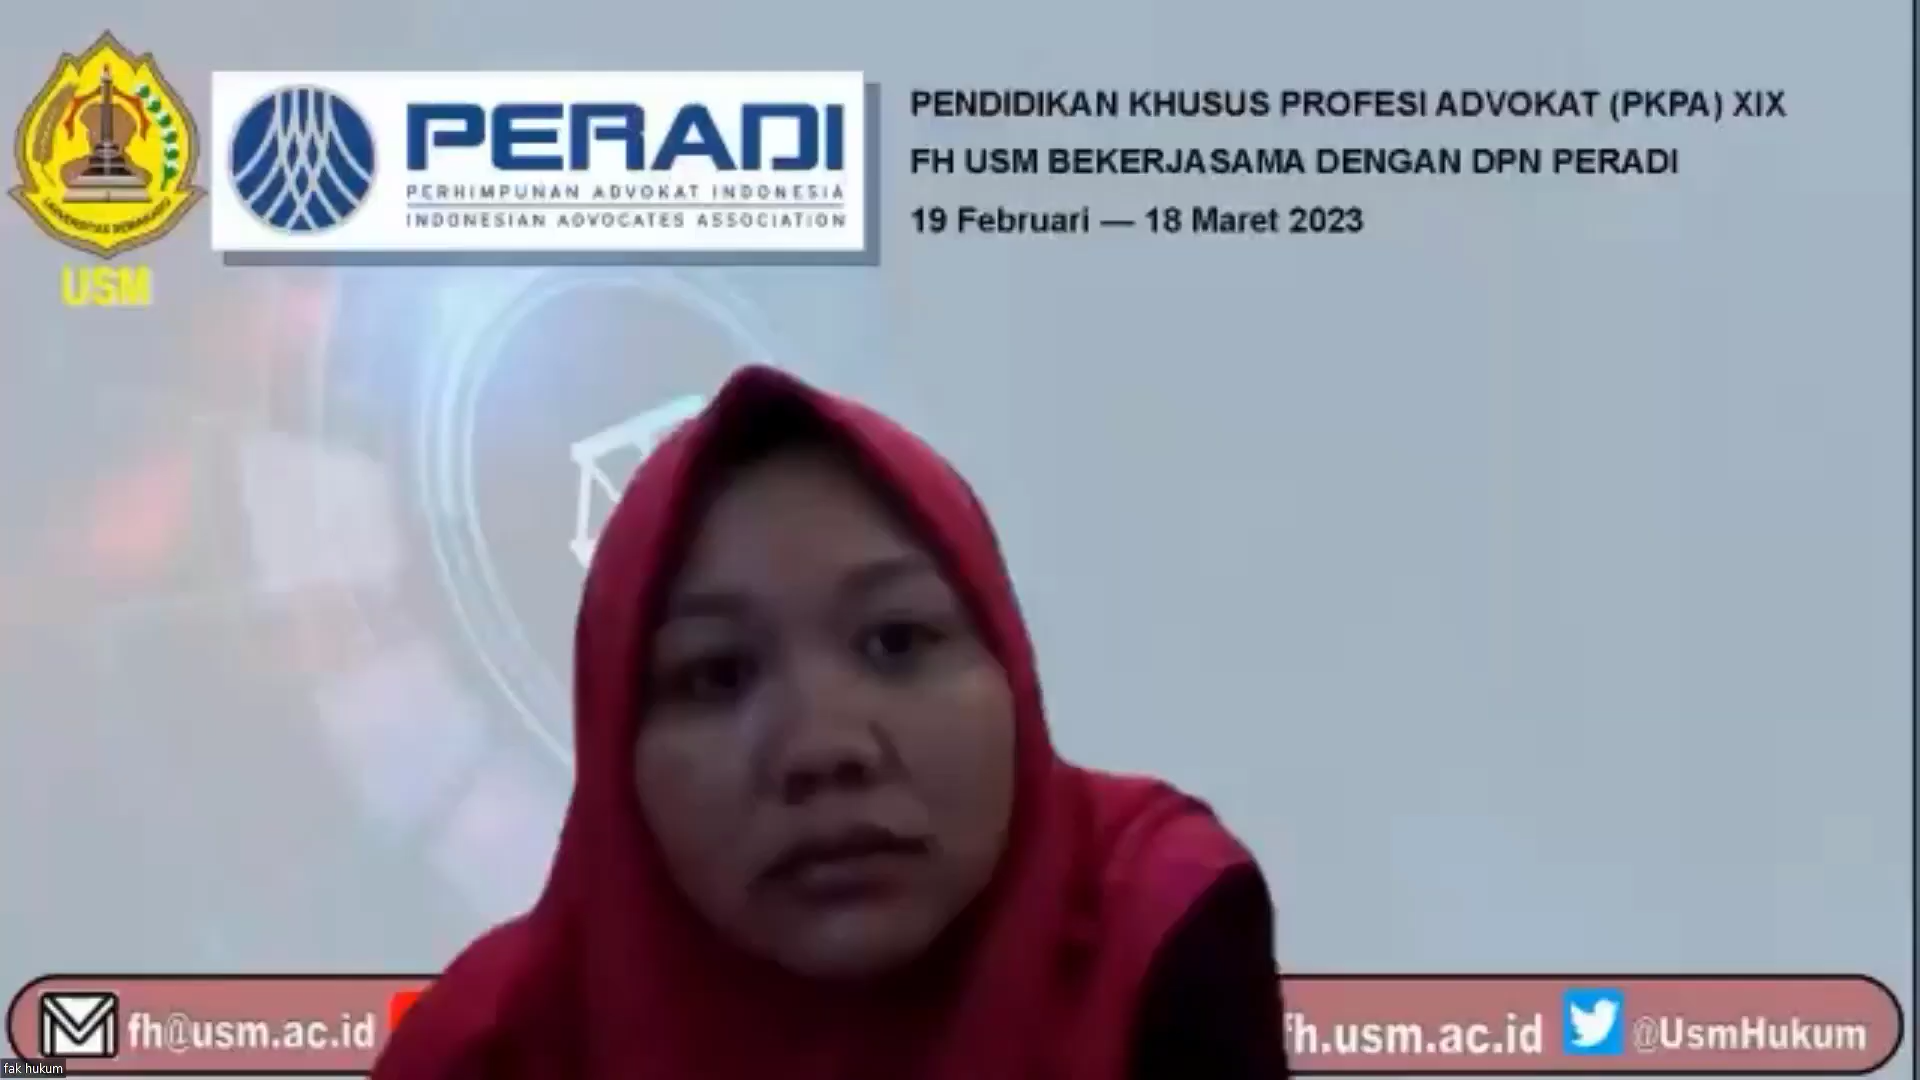 PERADI
PERHIMPUNAN ADVOKAT INDONESIA
INDONESIAN ADVOCATES ASSOCIATION
USM
PENDIDIKAN KHUSUS PROFESI ADVOKAT (PKPA) XIX
FH USM BEKERJASAMA DENGAN DPN PERADI
19 Februari — 18 Maret 2023
fh@usm.ac.id
fh.usm.ac.id
@UsmHukum
fak hukum